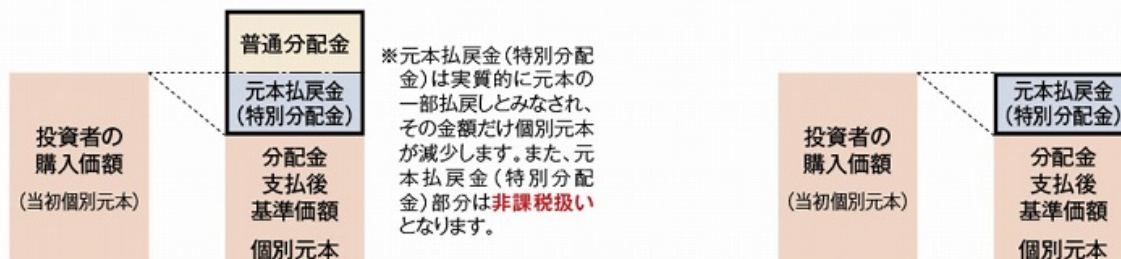 普通分配金
元本払戻金
(特別分配金)
投資者の
購入価額
(当初個別元本)
分配金
支払後
基準価額
個別元本
※元本払戻金(特別分配
金)は実質的に元本の
一部払戻しとみなされ、
その金額だけ個別元本
が減少します。また、元
本払戻金(特別分配
金)部分は非課税扱い
となります。
投資者の
購入価額
(当初個別元本)
元本払戻金
(特別分配金)
分配金
支払後
基準価額
個別元本